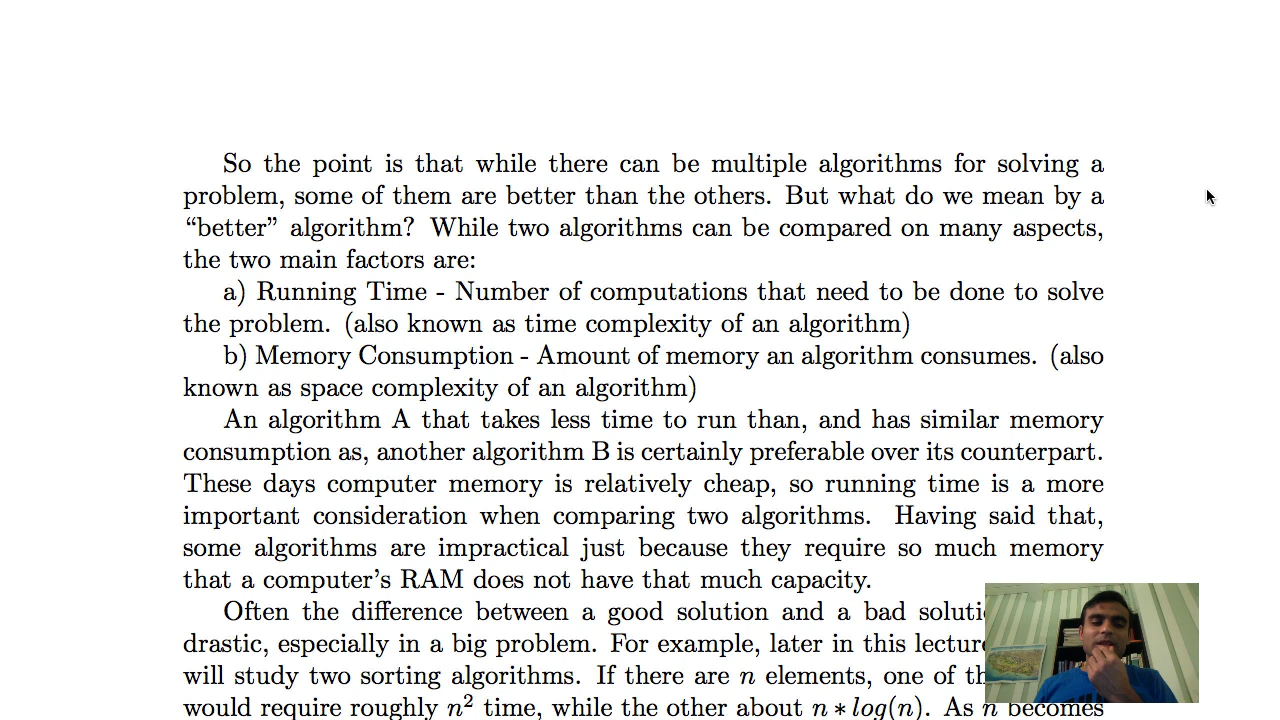 So the point is that while there can be multiple algorithms for solving a
problem, some of them are better than the others. But what do we mean by a
“better” algorithm? While two algorithms can be compared on many aspects,
the two main factors are:
a) Running Time - Number of computations that need to be done to solve
the problem. (also known as time complexity of an algorithm)
b) Memory Consumption - Amount of memory an algorithm consumes. (also
known as space complexity of an algorithm)
An algorithm A that takes less time to run than, and has similar memory
consumption as, another algorithm B is certainly preferable over its counterpart.
These days computer memory is relatively cheap, so running time is a more
important consideration when comparing two algorithms. Having said that,
some algorithms are impractical just because they require so much memory
that a computer’s RAM does not have that much capacity.
Often the difference between a good solution and a bad
drastic, especially in a big problem. For example, later in this lecture
will study two sorting algorithms. If there are n elements, one of
would require roughly n² time, while the other about n ∗ log(n). As n becomes